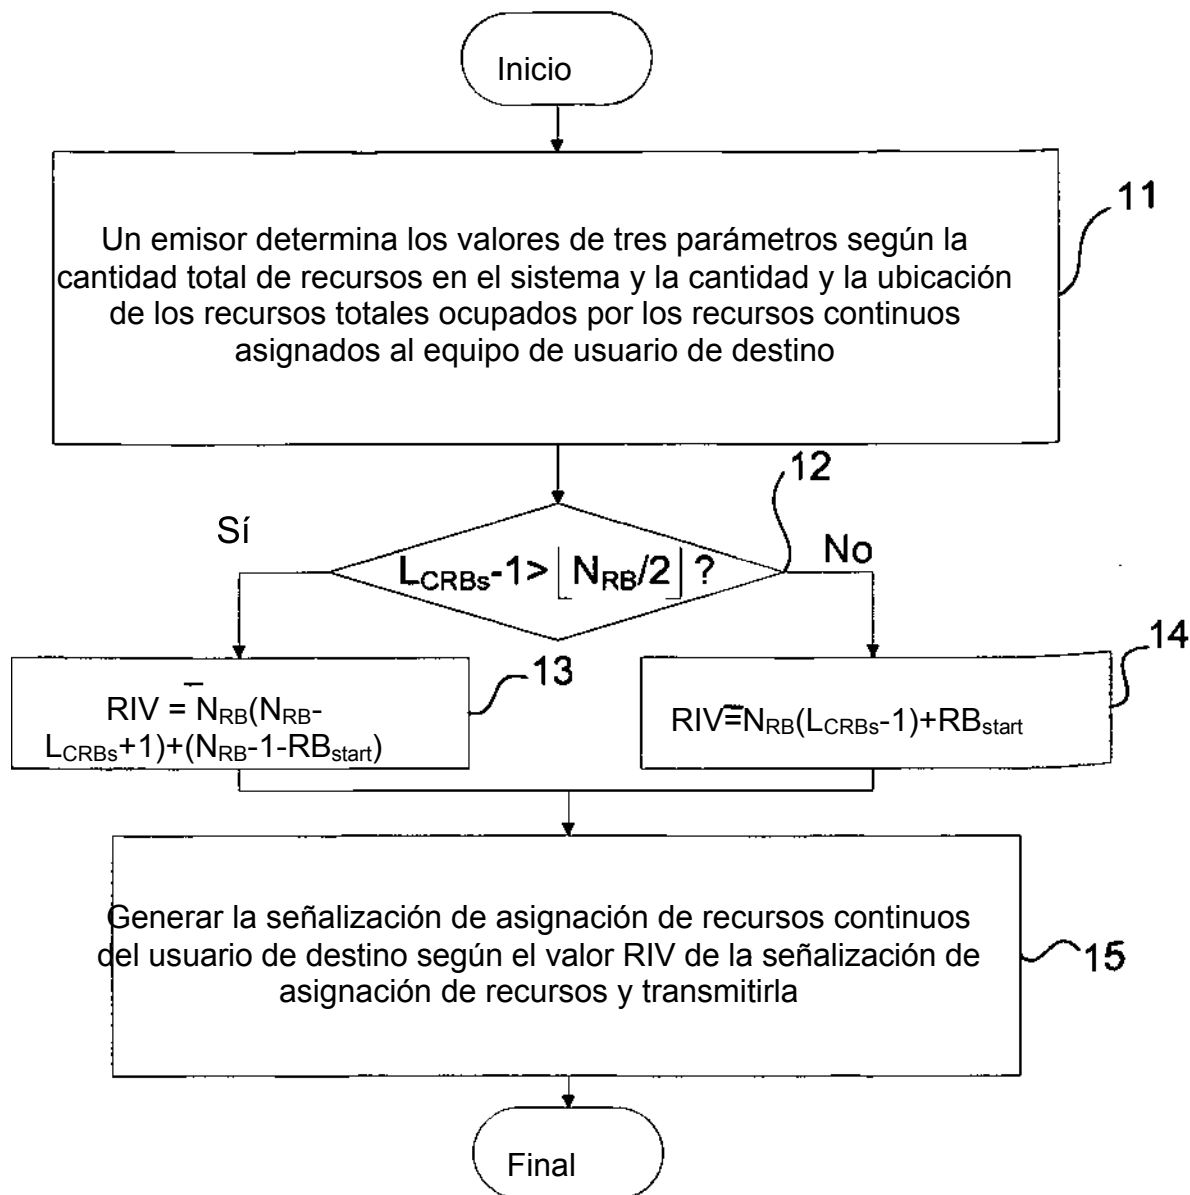 Inicio
Un emisor determina los valores de tres parámetros según la
cantidad total de recursos en el sistema y la cantidad y la ubicación
de los recursos totales ocupados por los recursos continuos
asignados al equipo de usuario de destino
11
12
Sí
L_CRBs-1>⌊N_RB/2⌋?
No
13
RIV = N_RB(N_RB-
L_CRBs+1)+(N_RB-1-RB_start)
14
RIV=N_RB(L_CRBs-1)+RB_start
Generar la señalización de asignación de recursos continuos
del usuario de destino según el valor RIV de la señalización de
asignación de recursos y transmitirla
15
Final